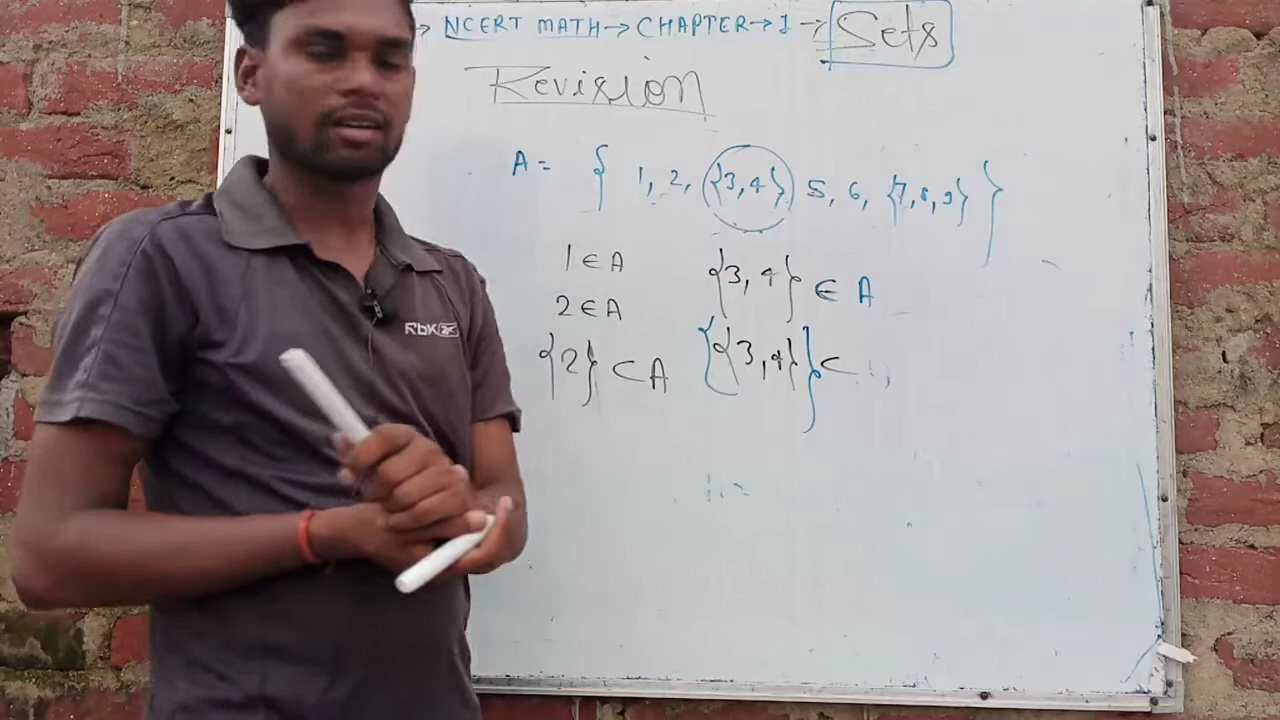 → NCERT MATH → CHAPTER → 1 → Sets
Revision
A = { 1, 2, {3,4} 5, 6, {7,8,9} }
1 ∈ A {3,4} ∈ A
2 ∈ A
{2} ⊂ A {{3,4}} ⊂
RbK